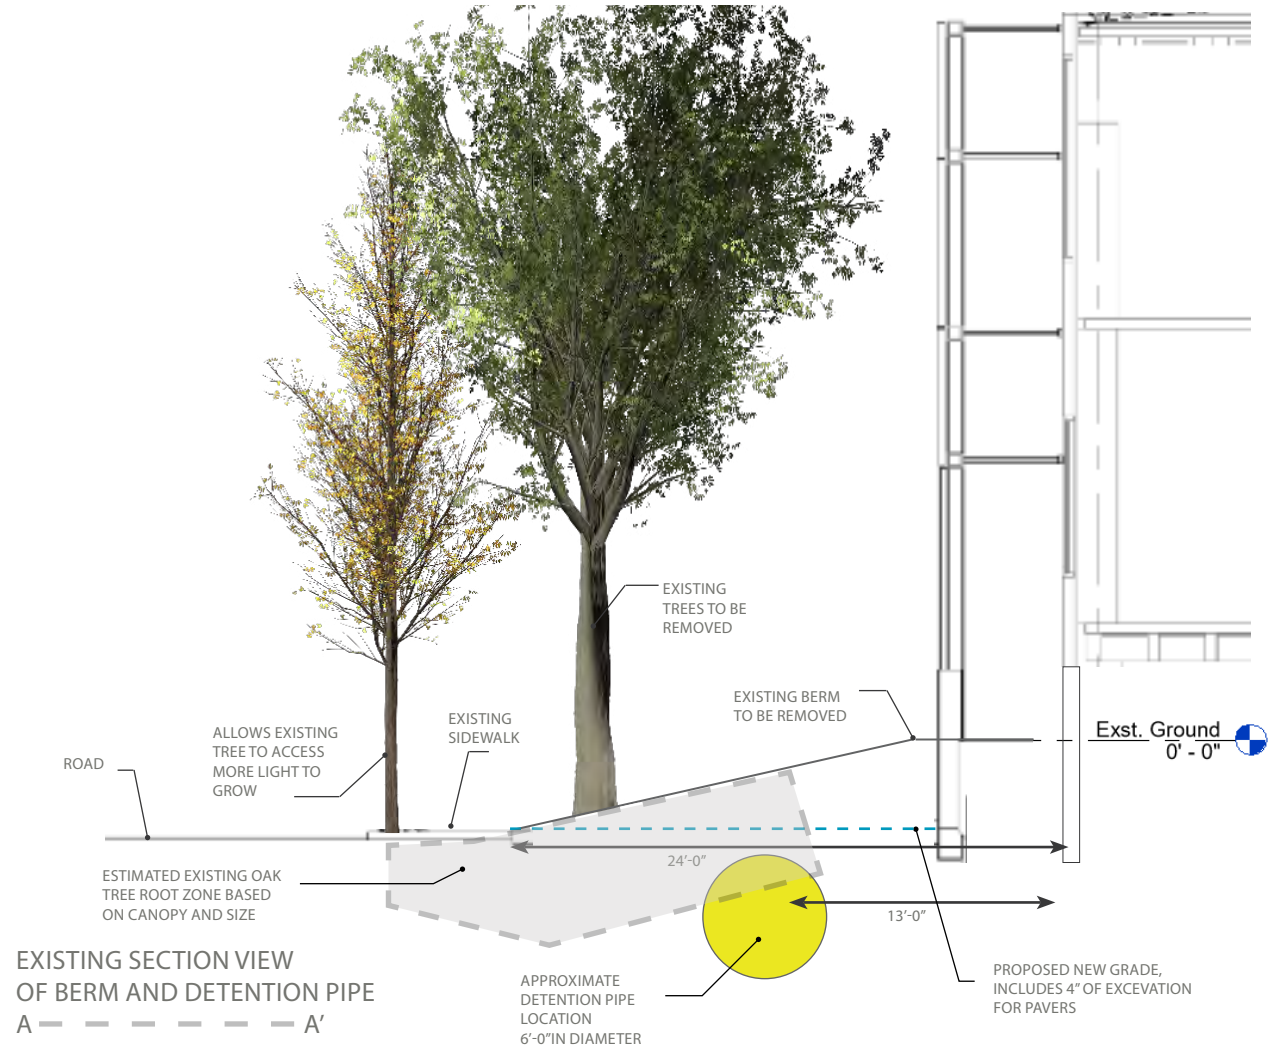 EXISTING
TREES TO BE
REMOVED
EXISTING BERM
TO BE REMOVED
EXISTING
SIDEWALK
ALLOWS EXISTING
TREE TO ACCESS
MORE LIGHT TO
GROW
ROAD
Exst. Ground
0' - 0"
24'-0"
13'-0"
ESTIMATED EXISTING OAK
TREE ROOT ZONE BASED
ON CANOPY AND SIZE
EXISTING SECTION VIEW
OF BERM AND DETENTION PIPE
A A'
APPROXIMATE
DETENTION PIPE
LOCATION
6'-0"IN DIAMETER
PROPOSED NEW GRADE,
INCLUDES 4" OF EXCEVATION
FOR PAVERS